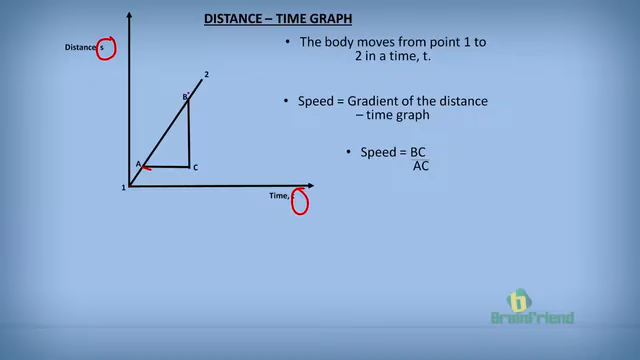 DISTANCE – TIME GRAPH
Distance, s
• The body moves from point 1 to
2 in a time, t.
2
B
• Speed = Gradient of the distance
– time graph
• Speed = BC
AC
A
C
1
Time, t
b
Brainfriend